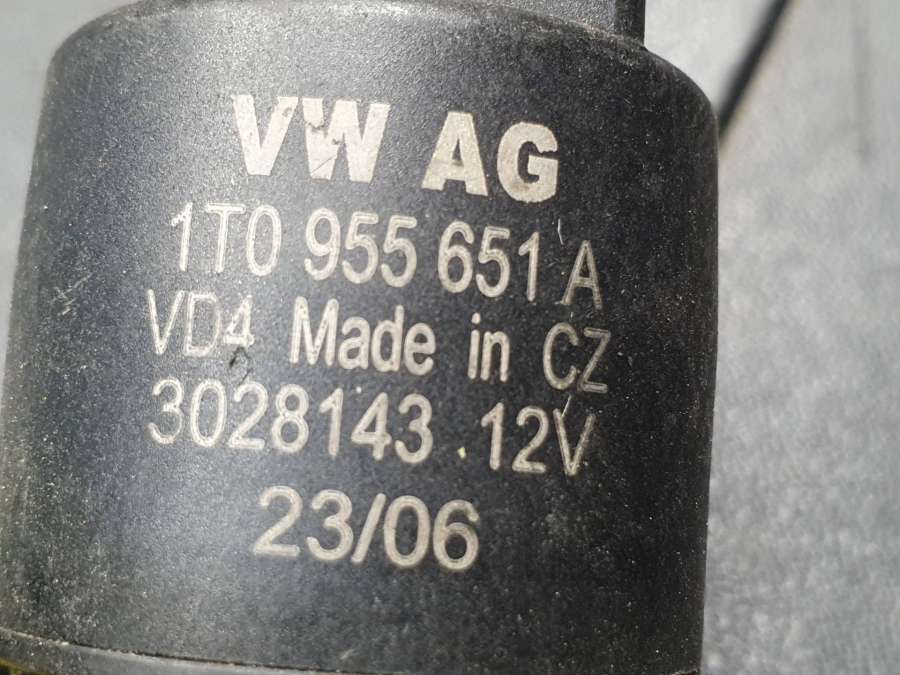 VW AG
1T0 955 651 A
VD4 Made in CZ
3028143 12V
23/06